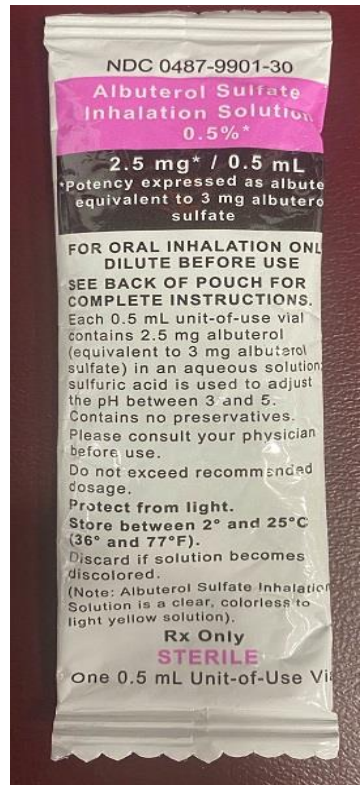 NDC 0487-9901-30
Albuterol Sulfate
Inhalation Solution
0.5%*
2.5 mg* / 0.5 mL
*Potency expressed as albute
equivalent to 3 mg albutero
sulfate
FOR ORAL INHALATION ONL
DILUTE BEFORE USE
SEE BACK OF POUCH FOR
COMPLETE INSTRUCTIONS.
Each 0.5 mL unit-of-use vial
contains 2.5 mg albuterol
(equivalent to 3 mg albuterol
sulfate) in an aqueous solution;
sulfuric acid is used to adjust
the pH between 3 and 5.
Contains no preservatives.
Please consult your physician
before use.
Do not exceed recommended
dosage.
Protect from light.
Store between 2° and 25°C
(36° and 77°F).
Discard if solution becomes
discolored.
(Note: Albuterol Sulfate Inhalation
Solution is a clear, colorless to
light yellow solution).
Rx Only
STERILE
One 0.5 mL Unit-of-Use Via